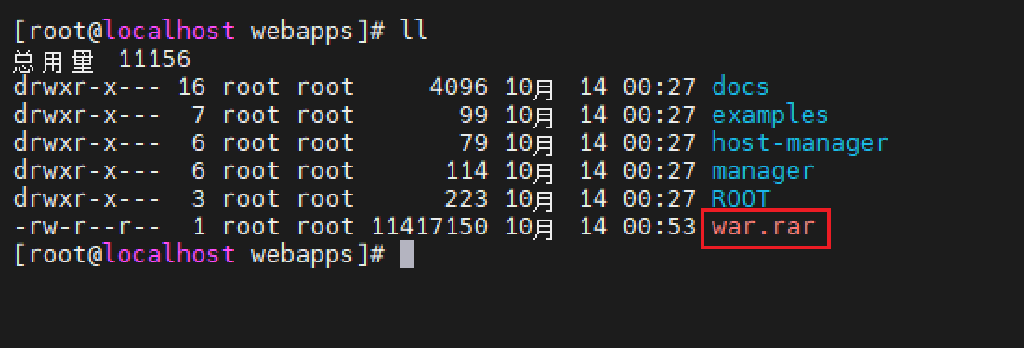 [root@localhost webapps]# ll
总用量 11156
drwxr-x--- 16 root root     4096 10月  14 00:27 docs
drwxr-x---  7 root root       99 10月  14 00:27 examples
drwxr-x---  6 root root       79 10月  14 00:27 host-manager
drwxr-x---  6 root root      114 10月  14 00:27 manager
drwxr-x---  3 root root      223 10月  14 00:27 ROOT
-rw-r--r--  1 root root 11417150 10月  14 00:53 war.rar
[root@localhost webapps]#